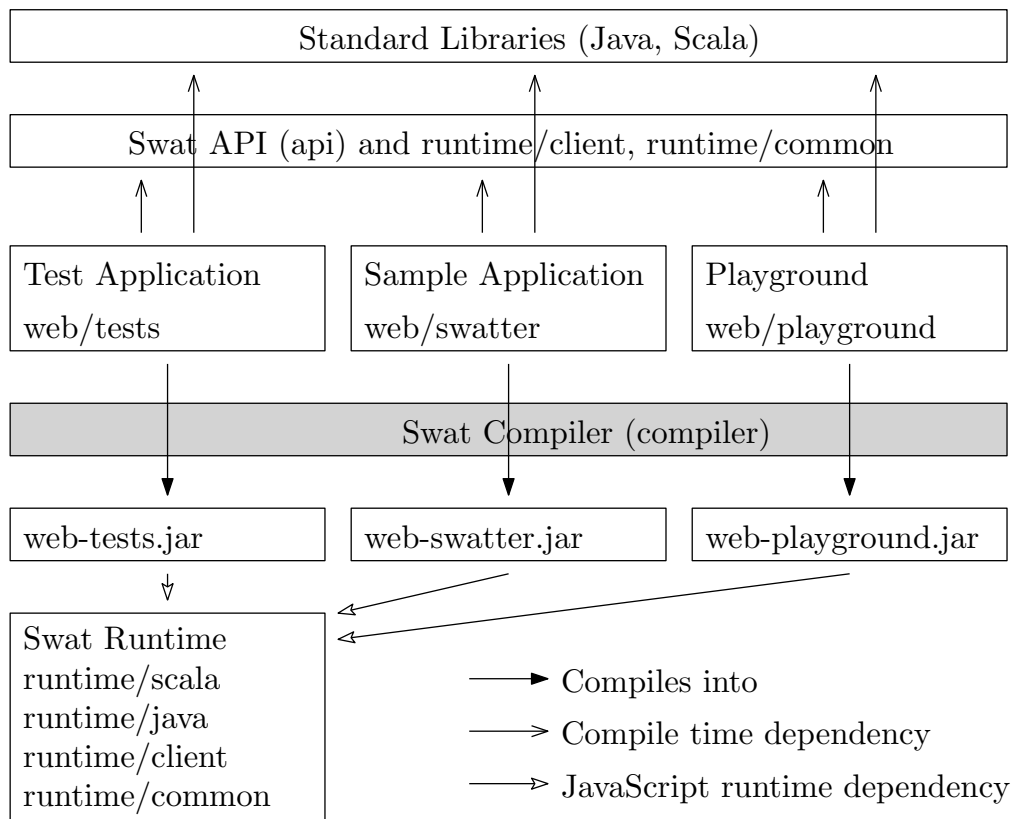 Standard Libraries (Java, Scala)
Swat API (api) and runtime/client, runtime/common
Test Application
web/tests
Sample Application
web/swatter
Playground
web/playground
Swat Compiler (compiler)
web-tests.jar
web-swatter.jar
web-playground.jar
Swat Runtime
runtime/scala
runtime/java
runtime/client
runtime/common
Compiles into
Compile time dependency
JavaScript runtime dependency